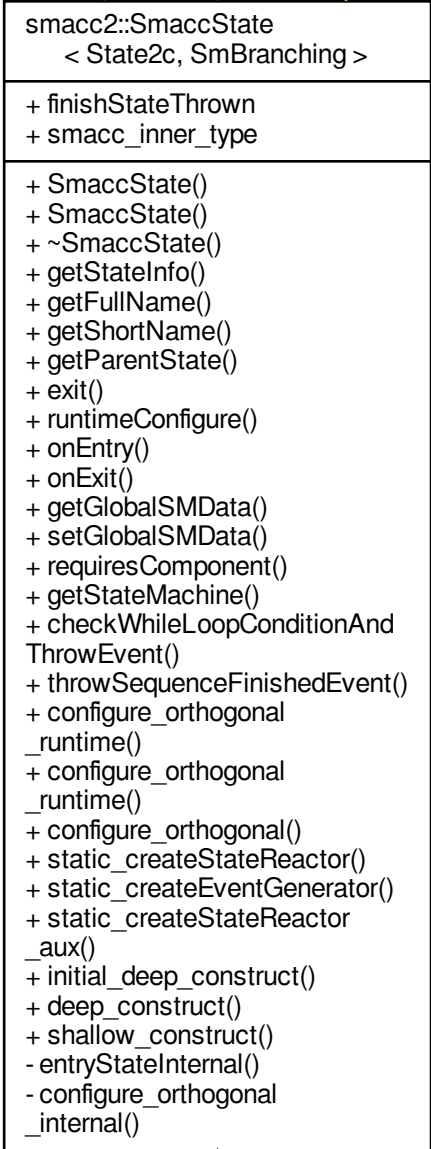 smacc2::SmaccState
< State2c, SmBranching >
+ finishStateThrown
+ smacc_inner_type
+ SmaccState()
+ SmaccState()
+ ~SmaccState()
+ getStateInfo()
+ getFullName()
+ getShortName()
+ getParentState()
+ exit()
+ runtimeConfigure()
+ onEntry()
+ onExit()
+ getGlobalSMData()
+ setGlobalSMData()
+ requiresComponent()
+ getStateMachine()
+ checkWhileLoopConditionAnd
ThrowEvent()
+ throwSequenceFinishedEvent()
+ configure_orthogonal
_runtime()
+ configure_orthogonal
_runtime()
+ configure_orthogonal()
+ static_createStateReactor()
+ static_createEventGenerator()
+ static_createStateReactor
_aux()
+ initial_deep_construct()
+ deep_construct()
+ shallow_construct()
- entryStateInternal()
- configure_orthogonal
_internal()